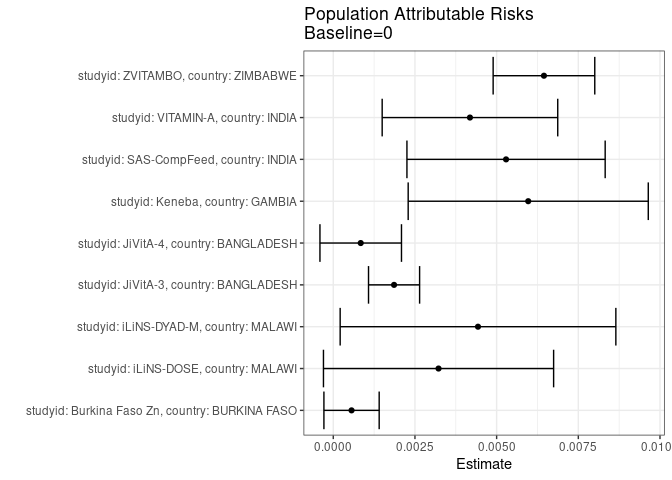 Population Attributable Risks
Baseline=0
studyid: ZVITAMBO, country: ZIMBABWE
studyid: VITAMIN-A, country: INDIA
studyid: SAS-CompFeed, country: INDIA
studyid: Keneba, country: GAMBIA
studyid: JiVitA-4, country: BANGLADESH
studyid: JiVitA-3, country: BANGLADESH
studyid: iLiNS-DYAD-M, country: MALAWI
studyid: iLiNS-DOSE, country: MALAWI
studyid: Burkina Faso Zn, country: BURKINA FASO
0.0000 0.0025 0.0050 0.0075 0.010
Estimate